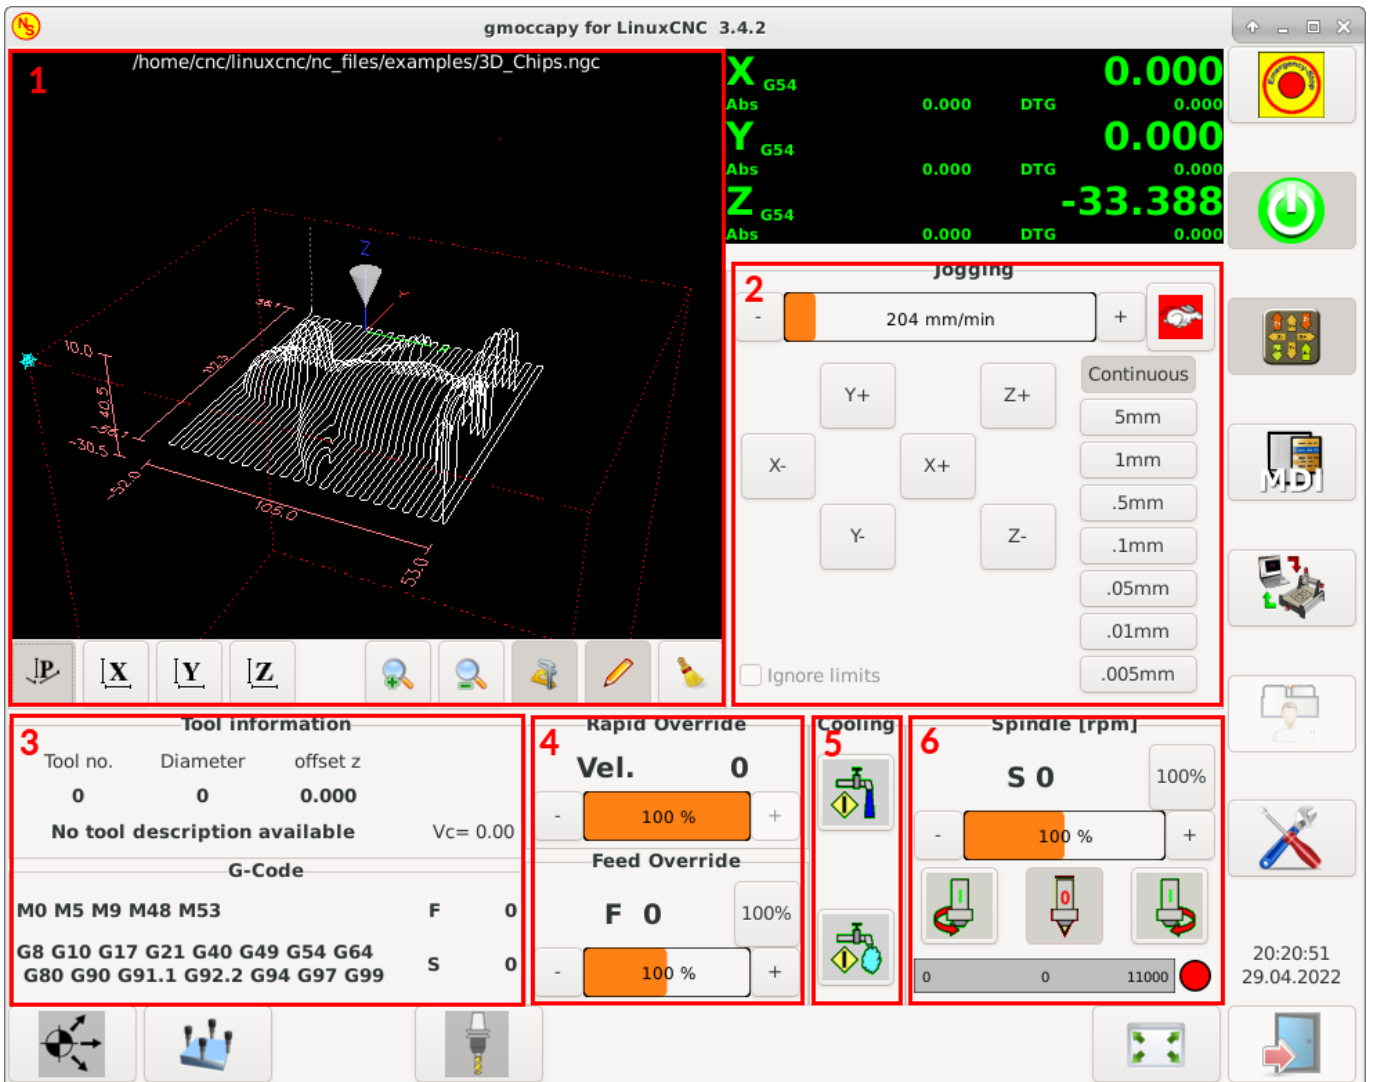 NS
gmoccapy for LinuxCNC 3.4.2
1
/home/cnc/linuxcnc/nc_files/examples/3D_Chips.ngc
X G54 0.000
Abs 0.000 DTG 0.000
Y G54 0.000
Abs 0.000 DTG 0.000
Z G54 -33.388
Abs 0.000 DTG 0.000
Emergency-Stop
Z
10.0
40.5
-30.5
112.3
-52.0
105.0
53.0
P X Y Z
2
Jogging
- 204 mm/min +
Y+ Z+
X- X+
Y- Z-
Continuous
5mm
1mm
.5mm
.1mm
.05mm
.01mm
.005mm
Ignore limits
MDI
3
Tool information
Tool no. Diameter offset z
0 0 0.000
No tool description available Vc= 0.00
G-Code
M0 M5 M9 M48 M53 F 0
G8 G10 G17 G21 G40 G49 G54 G64
G80 G90 G91.1 G92.2 G94 G97 G99
S 0
4
Rapid Override
Vel. 0
- 100 % +
Feed Override
F 0 100%
- 100 % +
5
Cooling
6
Spindle [rpm]
S 0 100%
- 100 % +
0
0 0 11000
20:20:51
29.04.2022